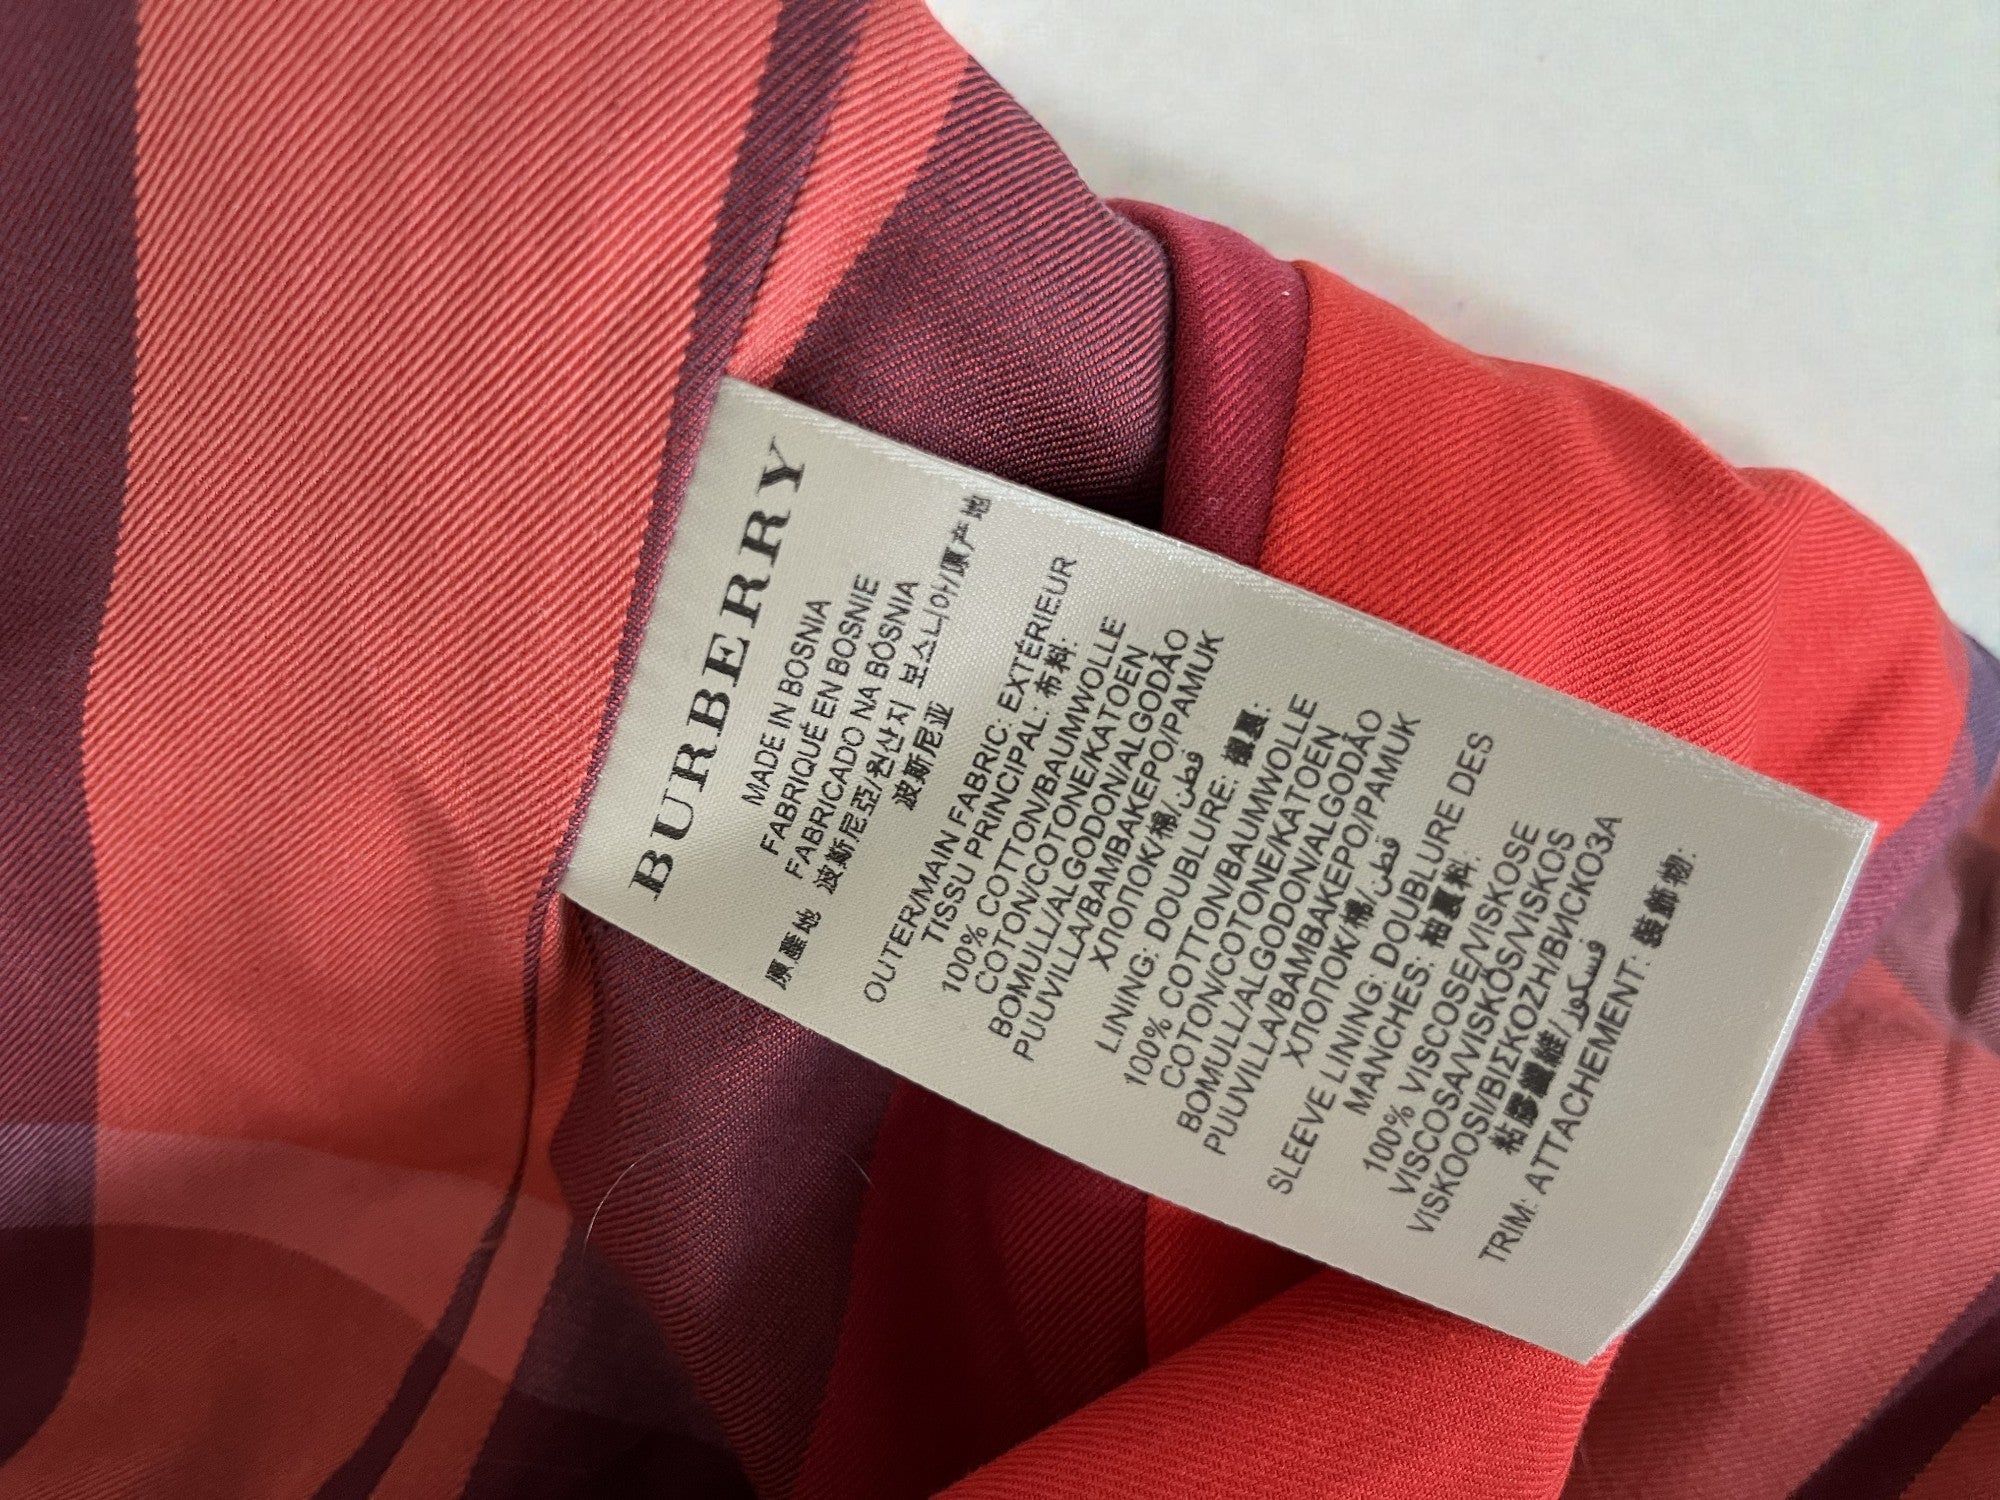 BURBERRY
MADE IN BOSNIA
FABRIQUÉ EN BOSNIE
FABRICADO NA BÓSNIA
原產地 波斯尼亞/원산지 보스니아/原产地
波斯尼亚
OUTER/MAIN FABRIC: EXTÉRIEUR
TISSU PRINCIPAL: 布料:
100% COTTON/BAUMWOLLE
COTON/COTONE/KATOEN
BOMULL/ALGODON/ALGODÃO
PUUVILLA/BAMBAKEPO/PAMUK
ХЛОПОК/棉/قطن
LINING: DOUBLURE: 襯裏:
100% COTTON/BAUMWOLLE
COTON/COTONE/KATOEN
BOMULL/ALGODON/ALGODÃO
PUUVILLA/BAMBAKEPO/PAMUK
ХЛОПОК/棉/قطن
SLEEVE LINING: DOUBLURE DES
MANCHES: 袖裏料:
100% VISCOSE/VISKOSE
VISCOSA/VISKÓS/VISKOS
VISKOOSI/ΒΙΣΚΟΖΗ/ВИСКОЗА
粘膠纖維/فسكوز
TRIM: ATTACHEMENT: 裝飾物: